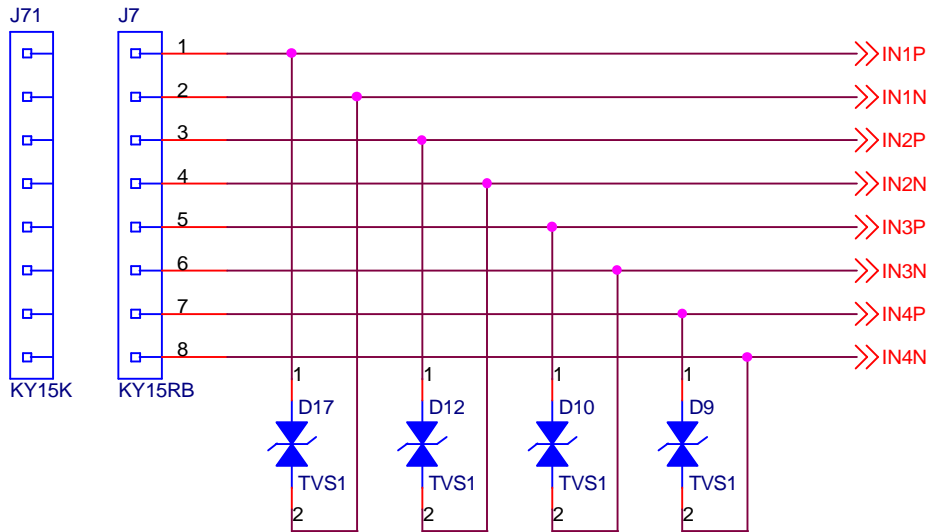 J71 J7
1 IN1P
2 IN1N
3 IN2P
4 IN2N
5 IN3P
6 IN3N
7 IN4P
8 IN4N
KY15K KY15RB
1 1 1 1
D17 D12 D10 D9
TVS1 TVS1 TVS1 TVS1
2 2 2 2